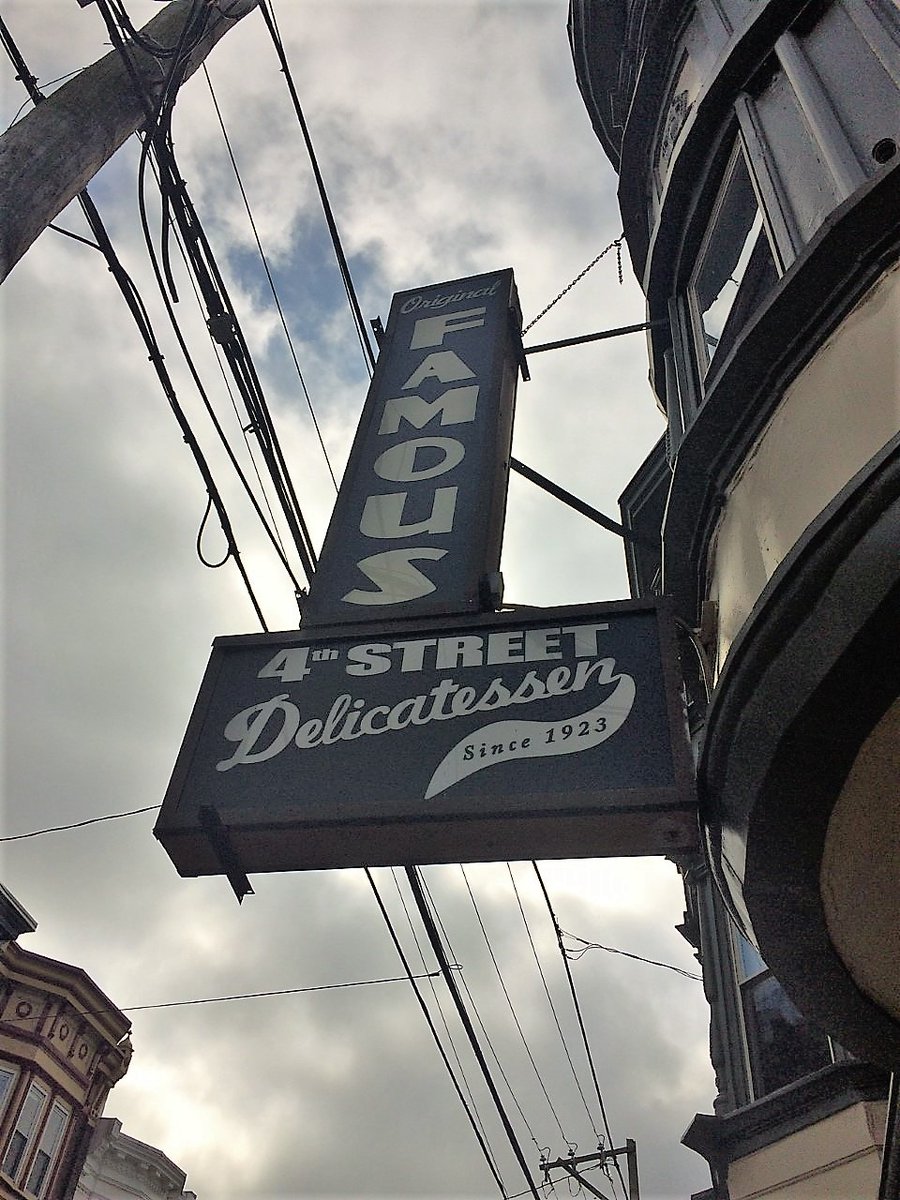 Original
FAMOUS
4th STREET
Delicatessen
Since 1923